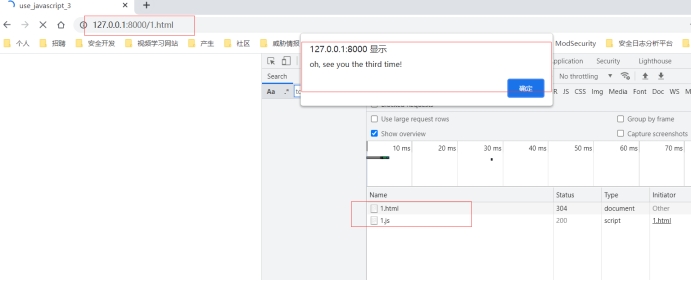 use_javascript_3
127.0.0.1:8000/1.html
个人 招聘 安全开发 视频学习网站 产生 社区 威胁情报 ModSecurity 安全日志分析平台
127.0.0.1:8000 显示
oh, see you the third time!
确定
Application Security Lighthouse
Search No throttling
Aa .* JS CSS Img Media Font Doc WS
Use large request rows Group by frame
Show overview Capture screenshots
10 ms 20 ms 30 ms 40 ms 50 ms 60 ms 70 ms
Name Status Type Initiator
1.html 304 document Other
1.js 200 script 1.html